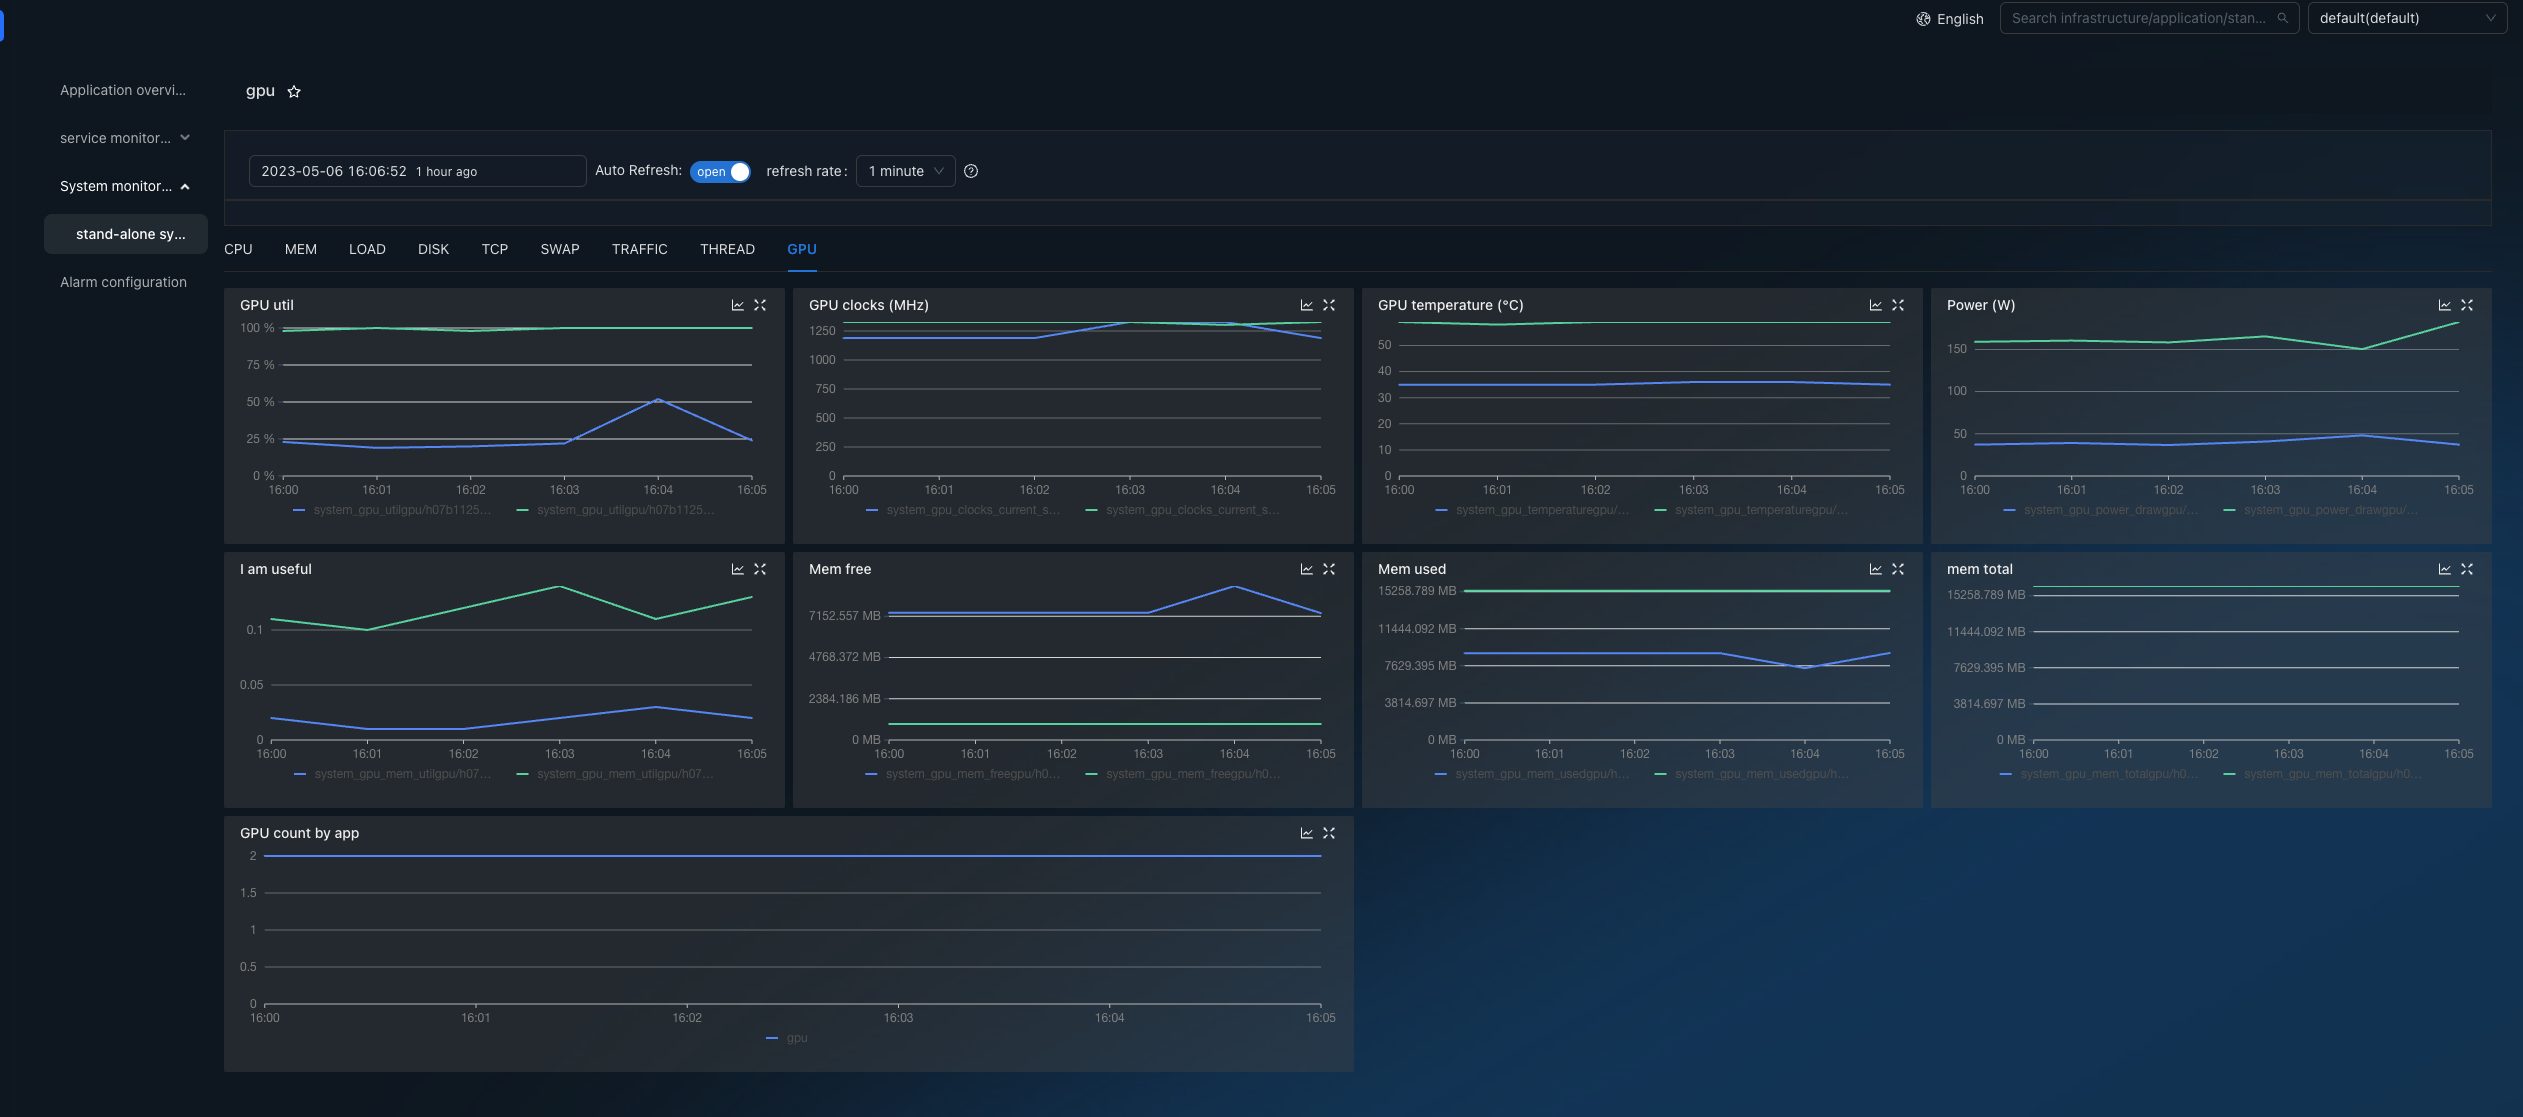 English
Search infrastructure/application/stan...
default(default)
Application overvi...
service monitor...
System monitor...
stand-alone sy...
Alarm configuration
gpu
2023-05-06 16:06:52 1 hour ago
Auto Refresh: open
refresh rate: 1 minute
CPU MEM LOAD DISK TCP SWAP TRAFFIC THREAD GPU
GPU util
100 %
75 %
50 %
25 %
0 %
16:00 16:01 16:02 16:03 16:04 16:05
system_gpu_utilgpu/h07b1125... system_gpu_utilgpu/h07b1125...
GPU clocks (MHz)
1250
1000
750
500
250
0
16:00 16:01 16:02 16:03 16:04 16:05
system_gpu_clocks_current_s... system_gpu_clocks_current_s...
GPU temperature (°C)
50
40
30
20
10
0
16:00 16:01 16:02 16:03 16:04 16:05
system_gpu_temperaturegpu/... system_gpu_temperaturegpu/...
Power (W)
150
100
50
0
16:00 16:01 16:02 16:03 16:04 16:05
system_gpu_power_drawgpu/... system_gpu_power_drawgpu/...
I am useful
0.1
0.05
0
16:00 16:01 16:02 16:03 16:04 16:05
system_gpu_mem_utilgpu/h07... system_gpu_mem_utilgpu/h07...
Mem free
7152.557 MB
4768.372 MB
2384.186 MB
0 MB
16:00 16:01 16:02 16:03 16:04 16:05
system_gpu_mem_freegpu/h0... system_gpu_mem_freegpu/h0...
Mem used
15258.789 MB
11444.092 MB
7629.395 MB
3814.697 MB
0 MB
16:00 16:01 16:02 16:03 16:04 16:05
system_gpu_mem_usedgpu/h... system_gpu_mem_usedgpu/h...
mem total
15258.789 MB
11444.092 MB
7629.395 MB
3814.697 MB
0 MB
16:00 16:01 16:02 16:03 16:04 16:05
system_gpu_mem_totalgpu/h0... system_gpu_mem_totalgpu/h0...
GPU count by app
2
1.5
1
0.5
0
16:00 16:01 16:02 16:03 16:04 16:05
gpu